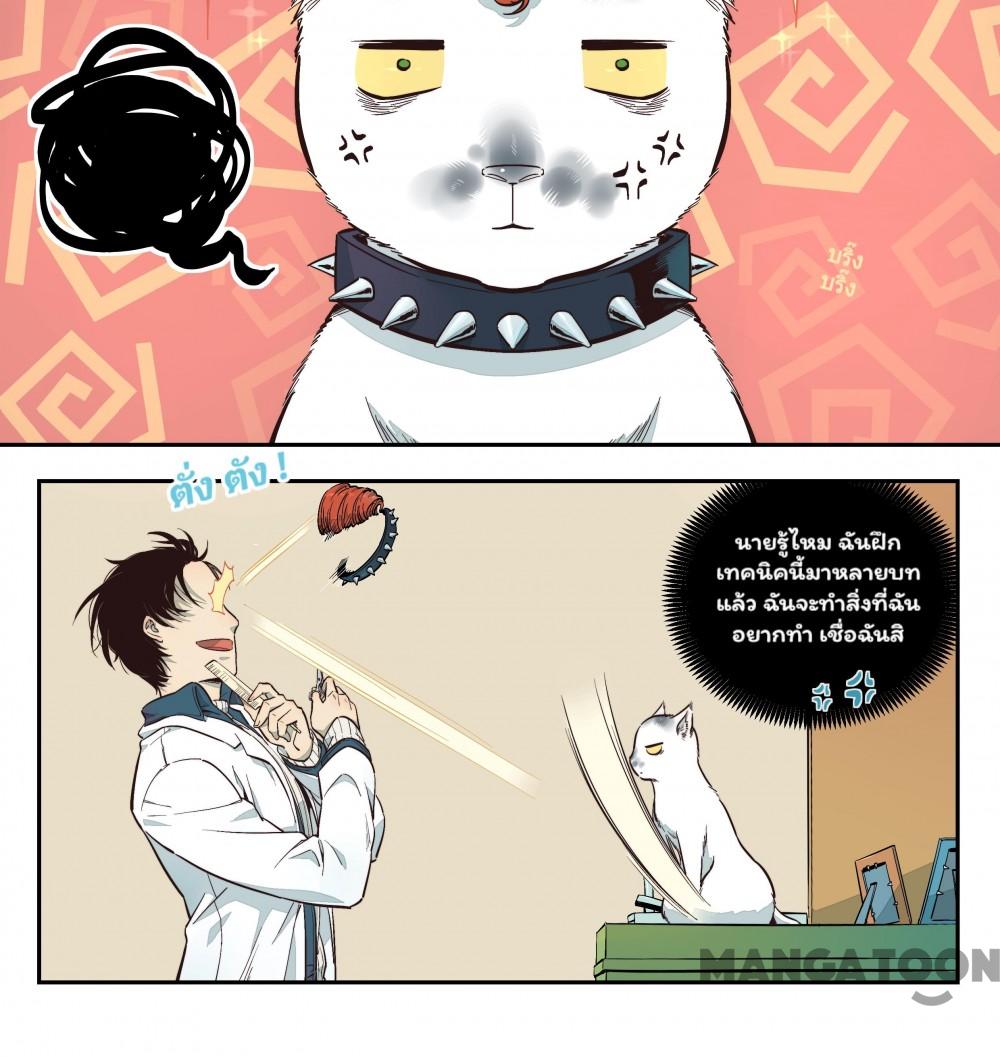 บริ๊ง
บริ๊ง
ตั่ง ตัง !
นายรู้ไหม ฉันฝึก
เทคนิคนี้มาหลายบท
แล้ว ฉันจะทำสิ่งที่ฉัน
อยากทำ เชื่อฉันสิ
MANGATOON